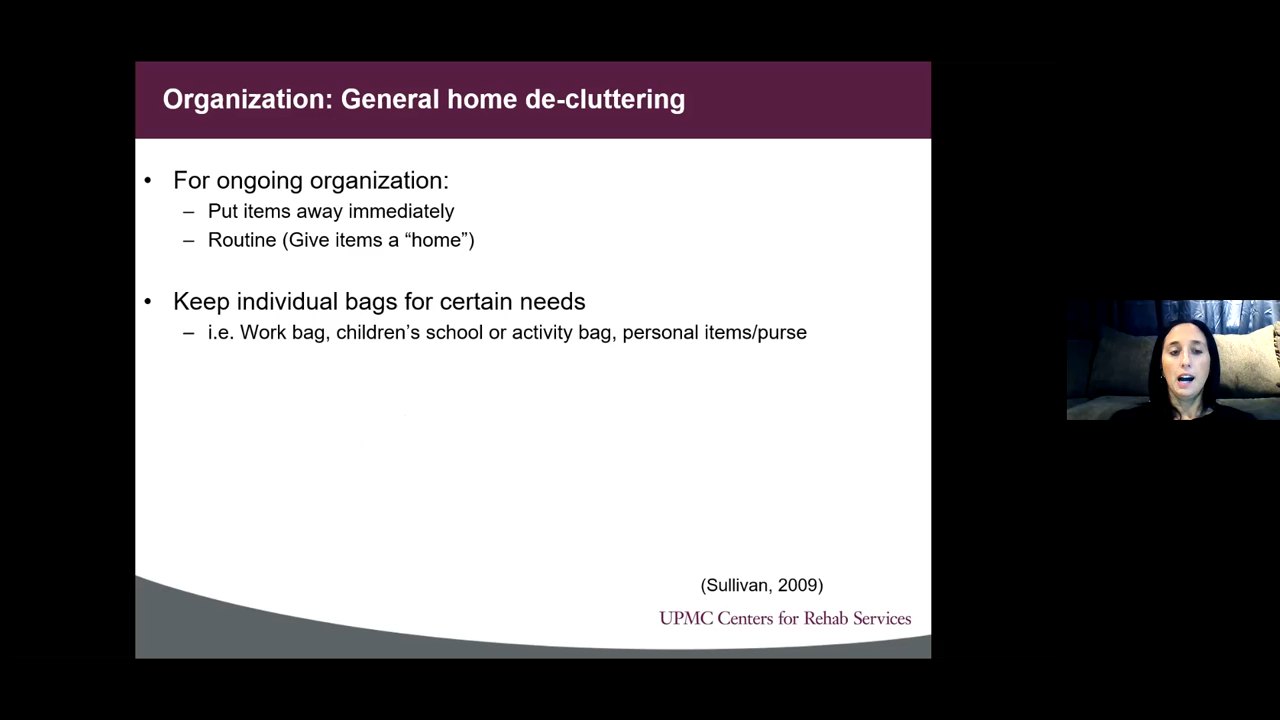 Organization: General home de-cluttering
• For ongoing organization:
– Put items away immediately
– Routine (Give items a “home”)
• Keep individual bags for certain needs
– i.e. Work bag, children’s school or activity bag, personal items/purse
(Sullivan, 2009)
UPMC Centers for Rehab Services